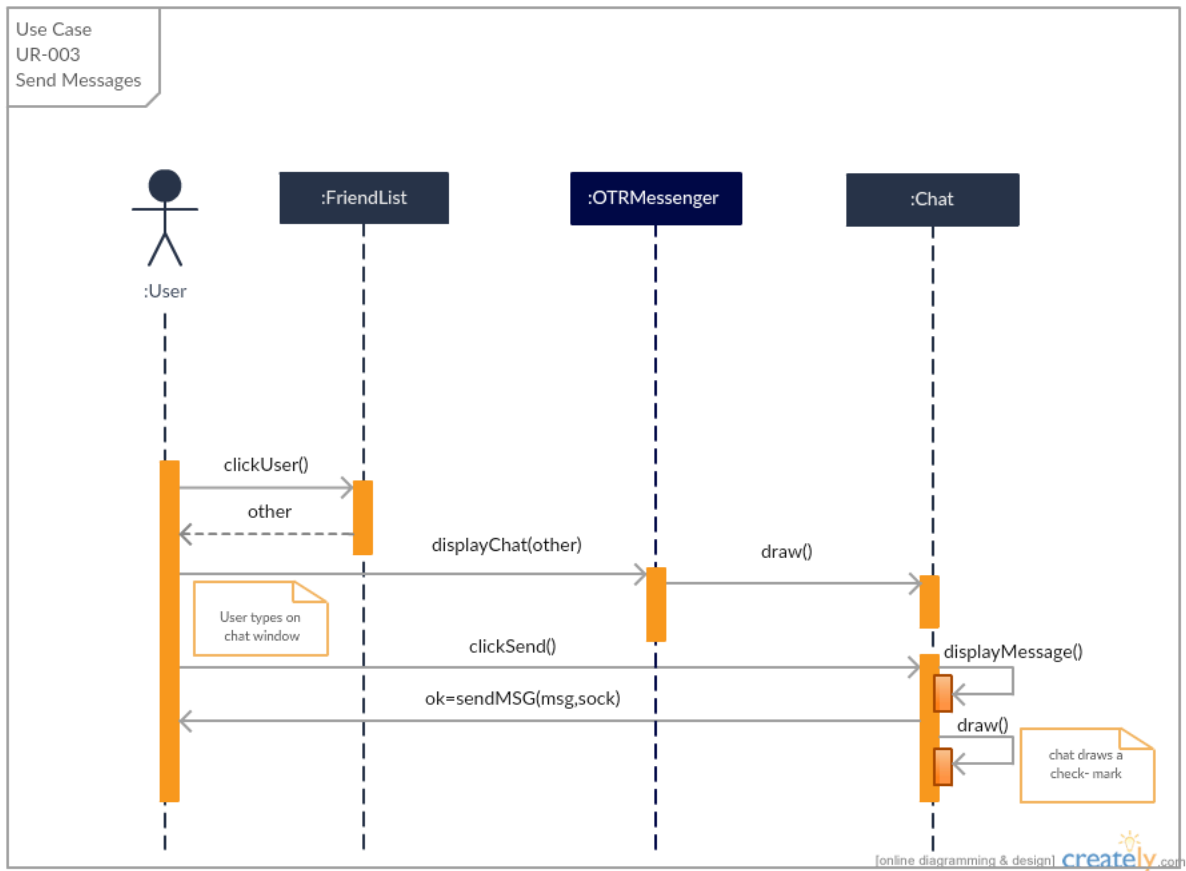 Use Case
UR-003
Send Messages
:FriendList
:OTRMessenger
:Chat
:User
clickUser()
other
displayChat(other)
draw()
User types on
chat window
clickSend()
displayMessage()
ok=sendMSG(msg,sock)
draw()
chat draws a
check- mark
[online diagramming & design] creately.com